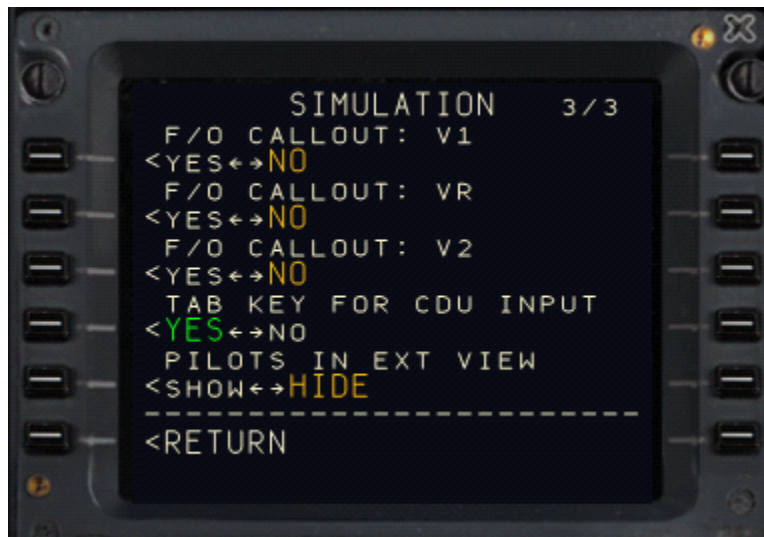 SIMULATION 3/3
F/O CALLOUT: V1
<YES←→NO
F/O CALLOUT: VR
<YES←→NO
F/O CALLOUT: V2
<YES←→NO
TAB KEY FOR CDU INPUT
<YES←→NO
PILOTS IN EXT VIEW
<SHOW←→HIDE
--------------------------
<RETURN